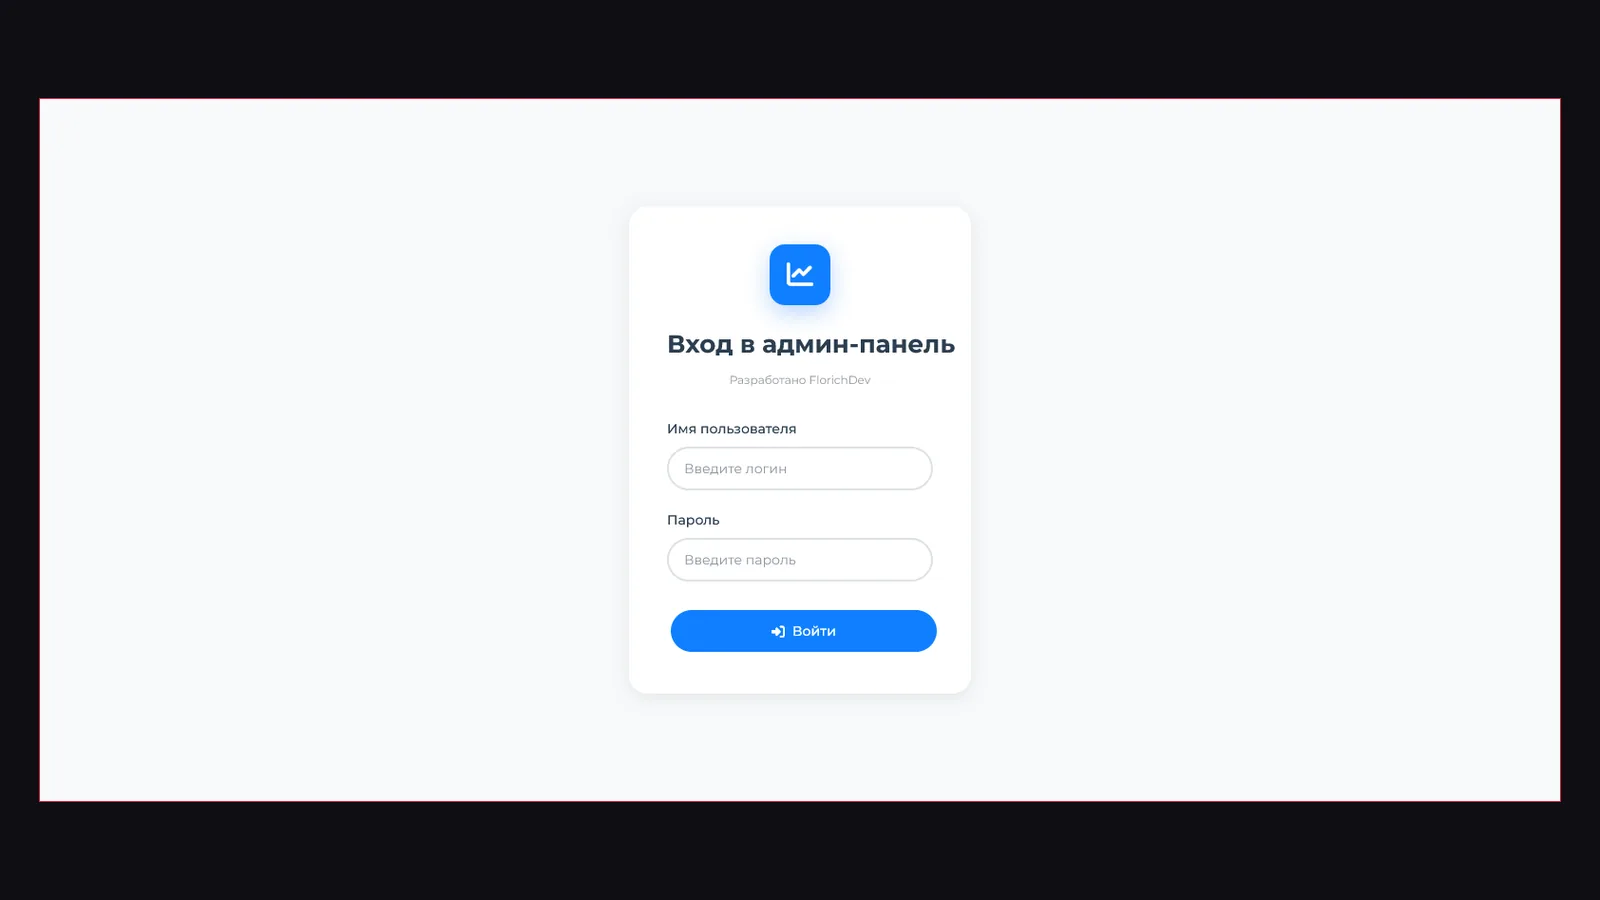 Вход в админ-панель
Разработано FlorichDev
Имя пользователя
Введите логин
Пароль
Введите пароль
Войти